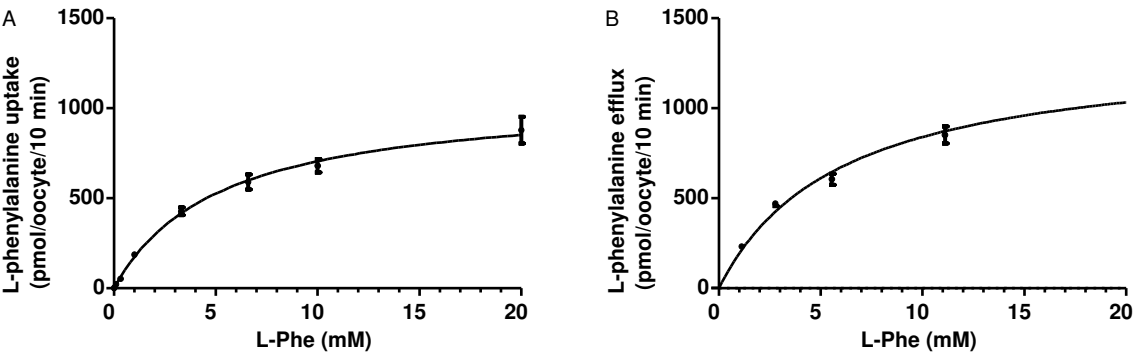 A
1500
1000
500
0
L-phenylalanine uptake
(pmol/oocyte/10 min)
0 5 10 15 20
L-Phe (mM)
B
1500
1000
500
0
L-phenylalanine efflux
(pmol/oocyte/10 min)
0 5 10 15 20
L-Phe (mM)